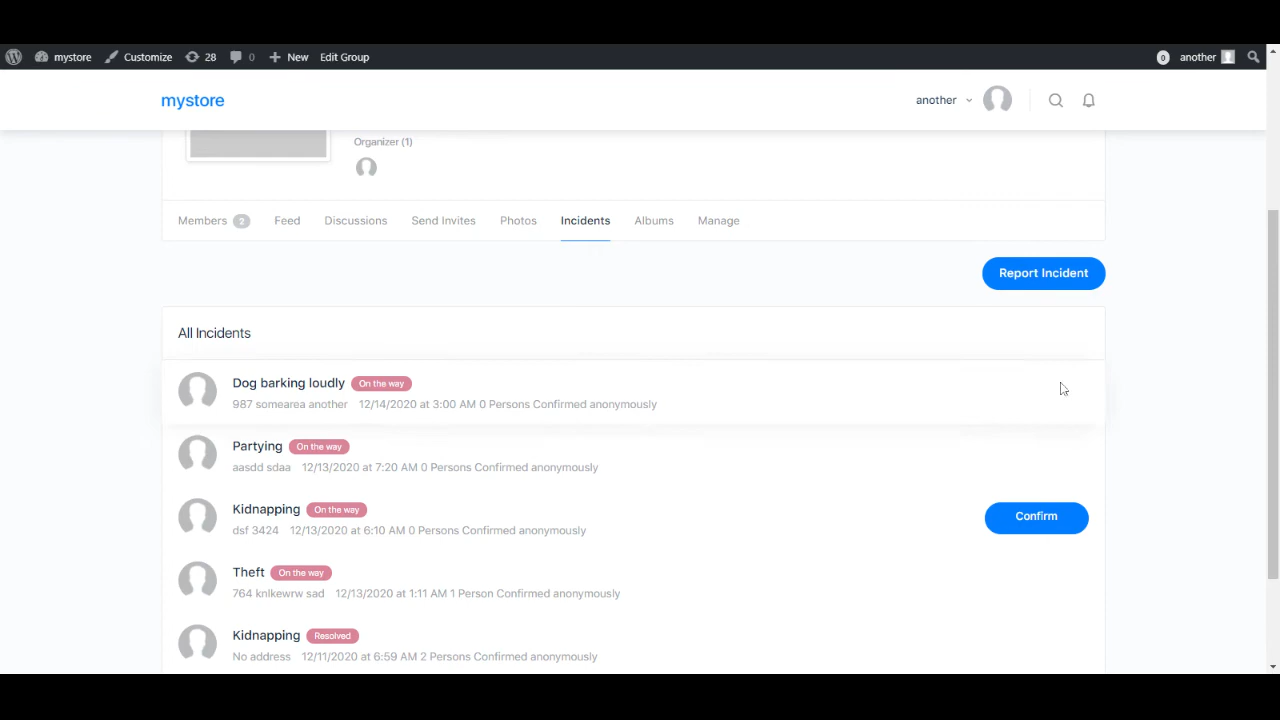 mystore Customize 28 0 New Edit Group 0 another
mystore another
Organizer (1)
Members 2 Feed Discussions Send Invites Photos Incidents Albums Manage
Report Incident
All Incidents
Dog barking loudly On the way
987 somearea another 12/14/2020 at 3:00 AM 0 Persons Confirmed anonymously
Partying On the way
aasdd sdaa 12/13/2020 at 7:20 AM 0 Persons Confirmed anonymously
Kidnapping On the way
dsf 3424 12/13/2020 at 6:10 AM 0 Persons Confirmed anonymously
Confirm
Theft On the way
764 knlkewrw sad 12/13/2020 at 1:11 AM 1 Person Confirmed anonymously
Kidnapping Resolved
No address 12/11/2020 at 6:59 AM 2 Persons Confirmed anonymously